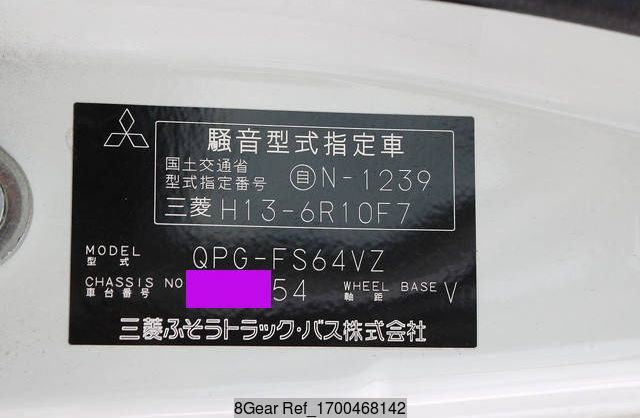 騒音型式指定車
国土交通省
型式指定番号 自N-1239
三菱 H13-6R10F7
MODEL
型式 QPG-FS64VZ
CHASSIS NO
車台番号 54 WHEEL BASE
軸距 V
三菱ふそうトラック・バス株式会社
8Gear Ref_1700468142